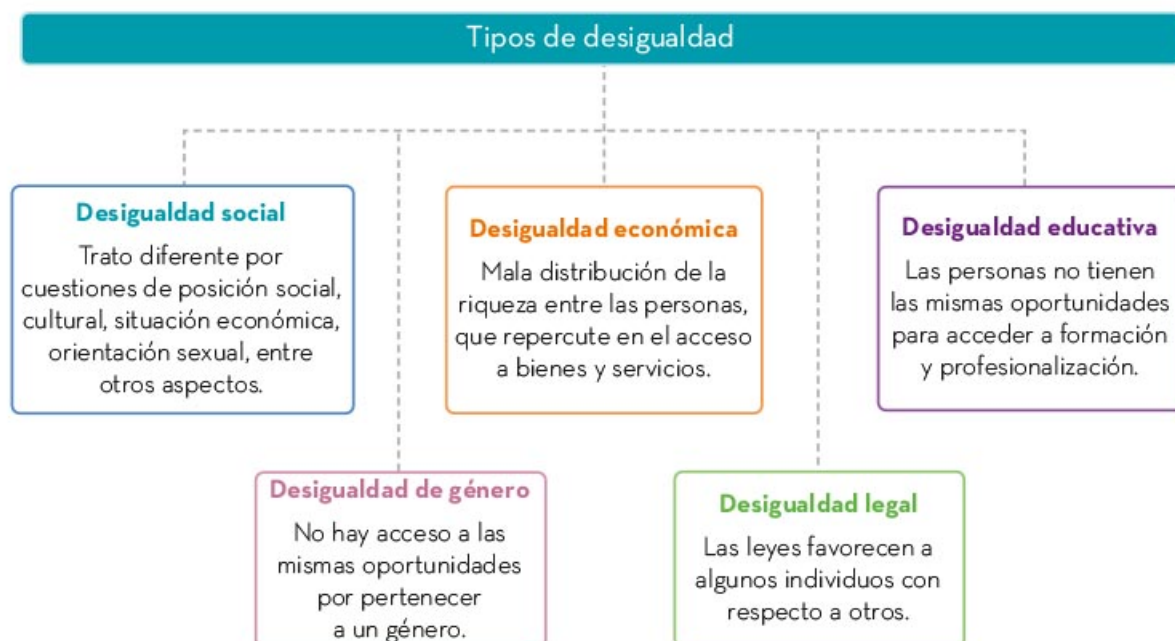 Tipos de desigualdad
Desigualdad social
Trato diferente por
cuestiones de posición social,
cultural, situación económica,
orientación sexual, entre
otros aspectos.
Desigualdad económica
Mala distribución de la
riqueza entre las personas,
que repercute en el acceso
a bienes y servicios.
Desigualdad educativa
Las personas no tienen
las mismas oportunidades
para acceder a formación
y profesionalización.
Desigualdad de género
No hay acceso a las
mismas oportunidades
por pertenecer
a un género.
Desigualdad legal
Las leyes favorecen a
algunos individuos con
respecto a otros.